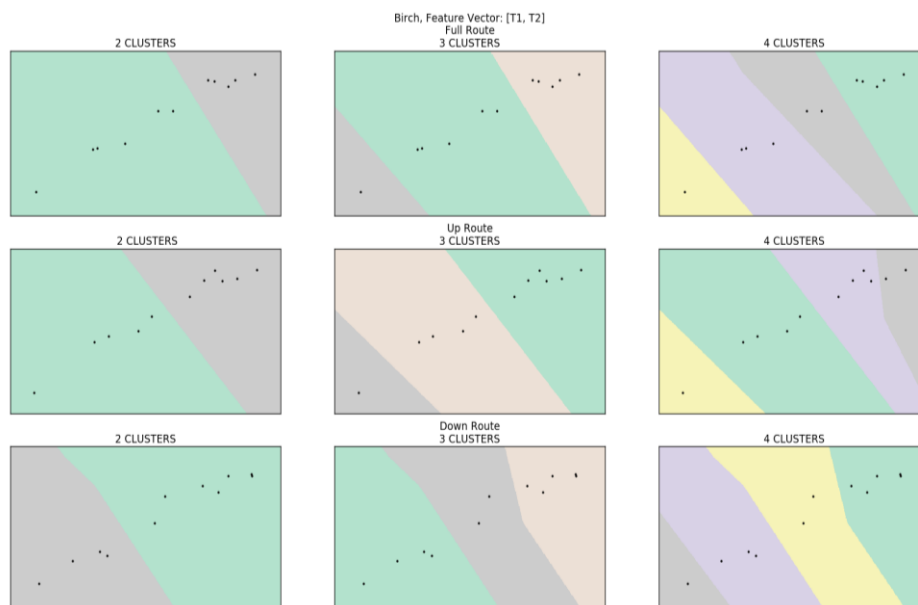 Birch, Feature Vector: [T1, T2]
Full Route
2 CLUSTERS
3 CLUSTERS
4 CLUSTERS
Up Route
2 CLUSTERS
3 CLUSTERS
4 CLUSTERS
Down Route
2 CLUSTERS
3 CLUSTERS
4 CLUSTERS